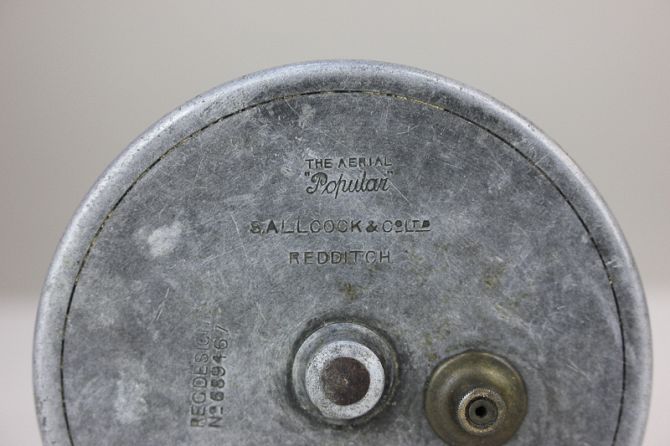 THE AERIAL
"Popular"
S. ALLCOCK & CO LTD
REDDITCH
REG DESIGN
No 689467